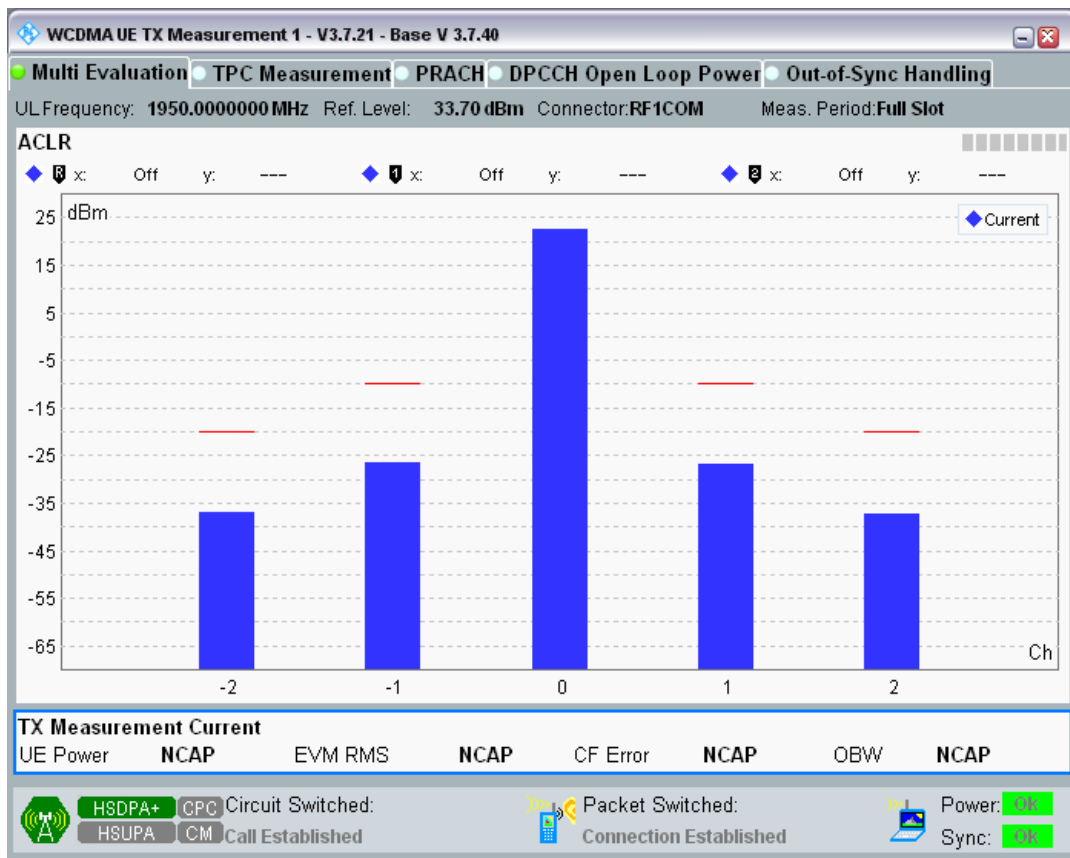 WCDMA UE TX Measurement 1 - V3.7.21 - Base V 3.7.40
Multi Evaluation TPC Measurement PRACH DPCCH Open Loop Power Out-of-Sync Handling
UL Frequency: 1950.0000000 MHz Ref. Level: 33.70 dBm Connector:RF1COM Meas. Period:Full Slot
ACLR
R x: Off y: --- 1 x: Off y: --- 2 x: Off y: ---
25 dBm Current
15
5
-5
-15
-25
-35
-45
-55
-65 Ch
-2 -1 0 1 2
TX Measurement Current
UE Power NCAP EVM RMS NCAP CF Error NCAP OBW NCAP
HSDPA+ CPC Circuit Switched: Packet Switched: Power: Ok
HSUPA CM Call Established Connection Established Sync: Ok